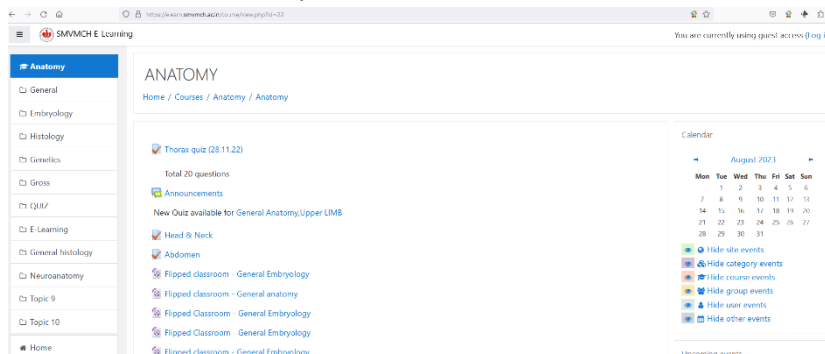 https://elearn.smvmch.ac.in/course/view.php?id=22
SMVMCH E-Learning
You are currently using guest access (Log i
Anatomy
General
Embryology
Histology
Genetics
Gross
QUIZ
E-Learning
General histology
Neuroanatomy
Topic 9
Topic 10
Home
ANATOMY
Home / Courses / Anatomy / Anatomy
Thorax quiz (28.11.22)
Total 20 questions
Announcements
New Quiz available for General Anatomy,Upper LIMB
Head & Neck
Abdomen
Flipped classroom - General Embryology
Flipped classroom - General anatomy
Flipped Classroom - General Embryology
Flipped Classroom - General Embryology
Flipped classroom - General Embryology
Calendar
◄ August 2023 ►
Mon Tue Wed Thu Fri Sat Sun
1 2 3 4 5 6
7 8 9 10 11 12 13
14 15 16 17 18 19 20
21 22 23 24 25 26 27
28 29 30 31
Hide site events
Hide category events
Hide course events
Hide group events
Hide user events
Hide other events
Upcoming events